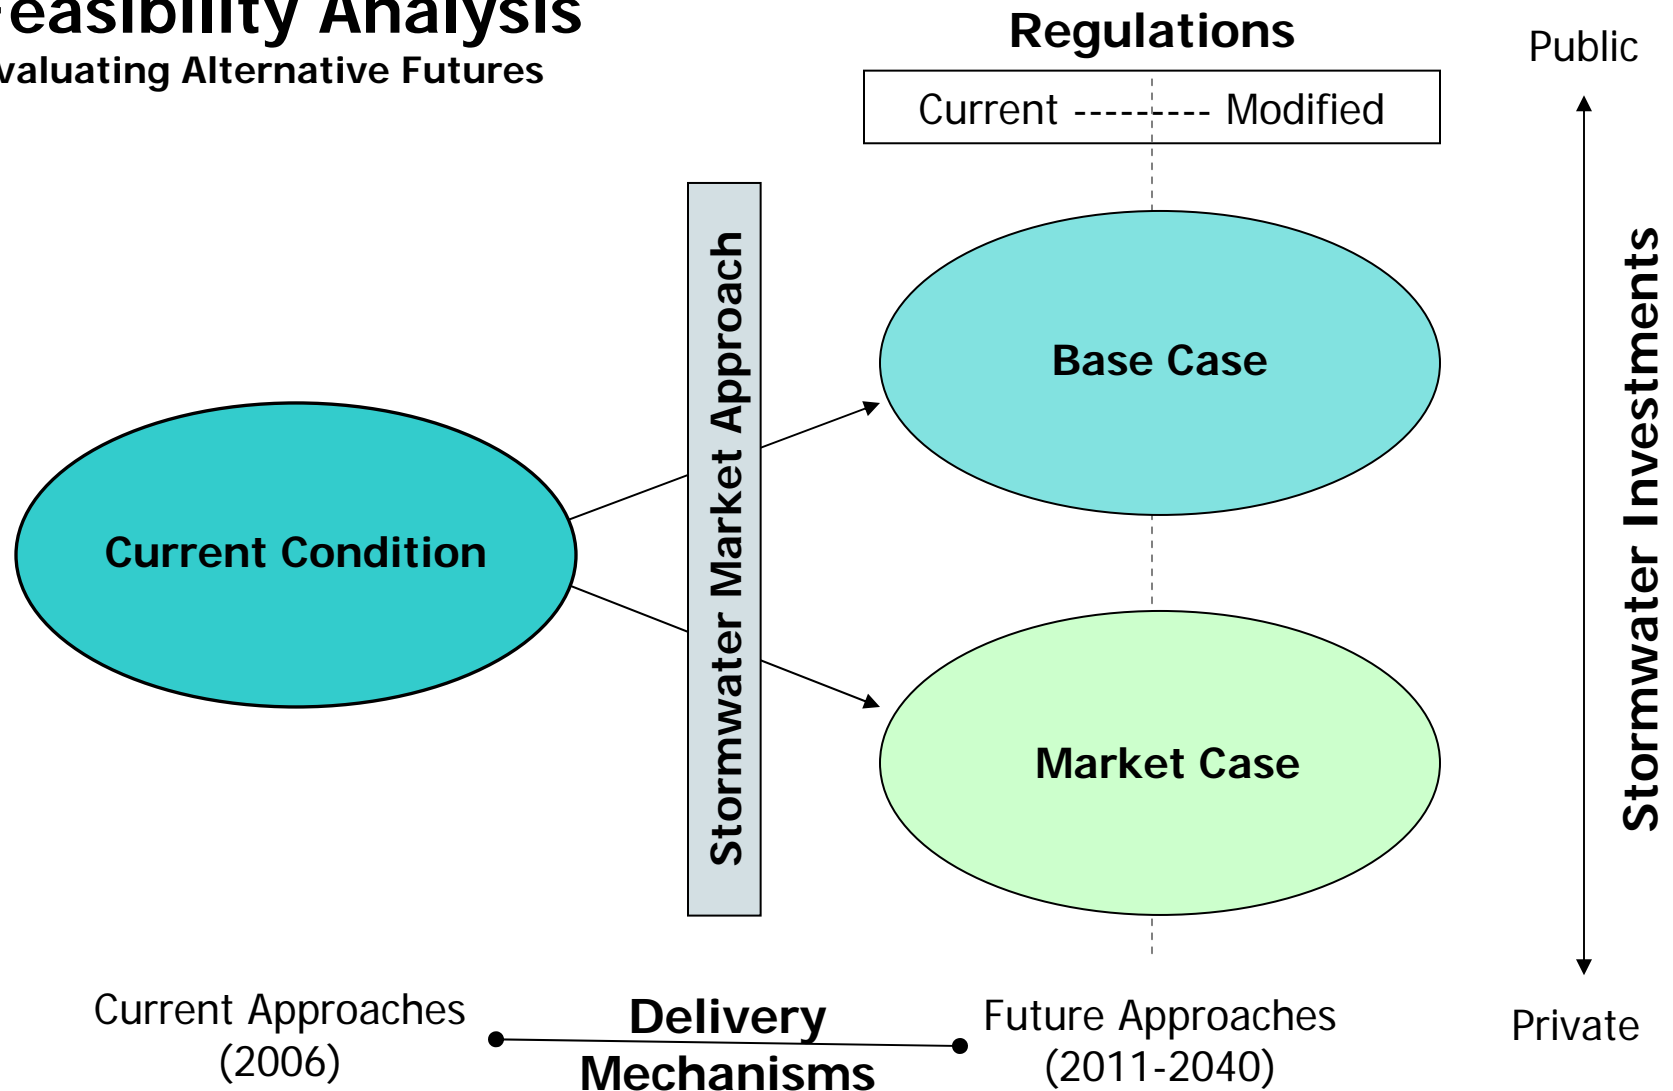 Feasibility Analysis
valuating Alternative Futures
Regulations
Current --------- Modified
Public
Stormwater Market Approach
Base Case
Current Condition
Market Case
Stormwater Investments
Current Approaches
(2006)
Delivery
Mechanisms
Future Approaches
(2011-2040)
Private